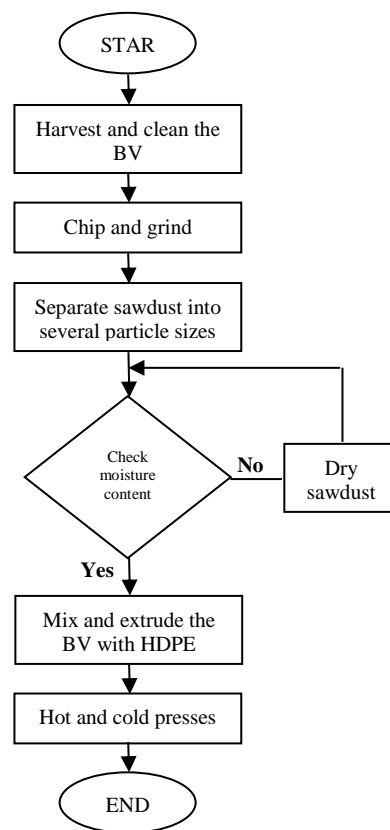 STAR
Harvest and clean the
BV
Chip and grind
Separate sawdust into
several particle sizes
Check
moisture
content
No
Dry
sawdust
Yes
Mix and extrude the
BV with HDPE
Hot and cold presses
END